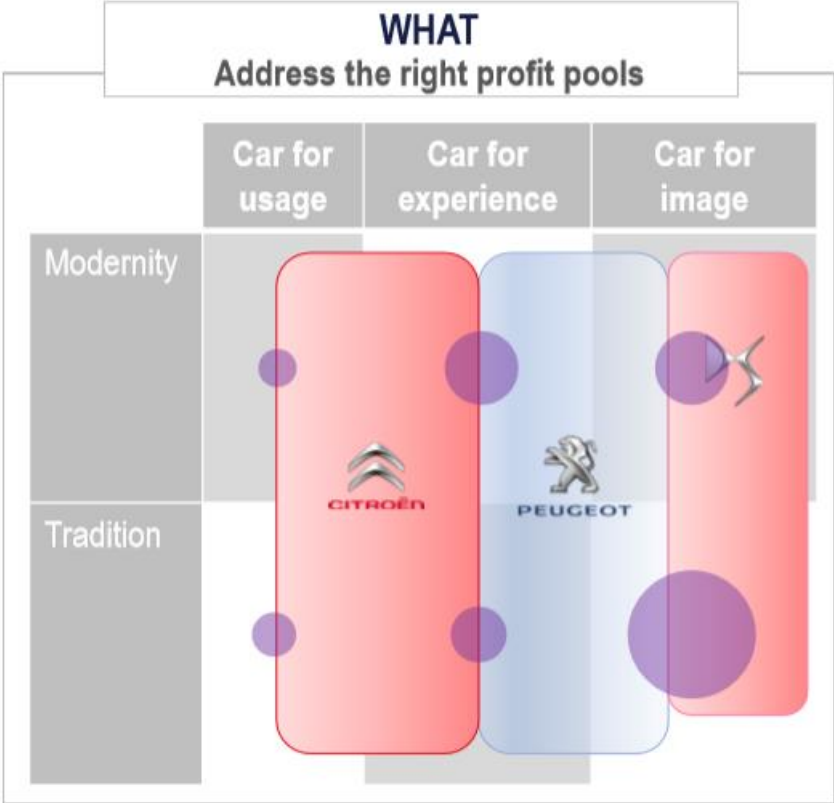 WHAT
Address the right profit pools
Car for
usage
Car for
experience
Car for
image
Modernity
CITROËN
PEUGEOT
Tradition